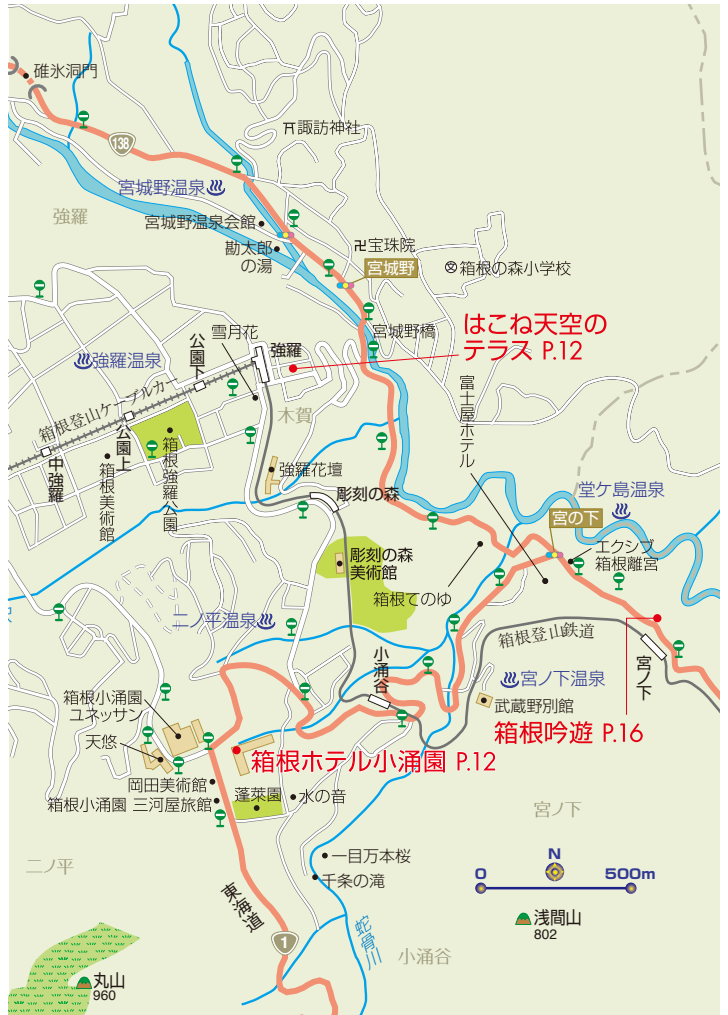 碓氷洞門
138
諏訪神社
宮城野温泉
強羅
宮城野温泉会館
勘太郎
の湯
宝珠院
宮城野
箱根の森小学校
宮城野橋
はこね天空の
テラス P.12
雪月花
強羅
公園下
強羅温泉
箱根登山ケーブルカー
木賀
富士屋ホテル
公園上
中強羅
箱根美術館
箱根強羅公園
強羅花壇
彫刻の森
堂ケ島温泉
宮の下
エクシブ
箱根離宮
彫刻の森
美術館
箱根てのゆ
二ノ平温泉
箱根登山鉄道
小涌谷
宮ノ下
宮ノ下温泉
武蔵野別館
箱根吟遊 P.16
箱根小涌園
ユネッサン
天悠
箱根ホテル小涌園 P.12
岡田美術館
箱根小涌園 三河屋旅館
蓬萊園
水の音
宮ノ下
二ノ平
一目万本桜
千条の滝
N
0
500m
東海道
1
蛇骨川
小涌谷
浅間山
802
丸山
960